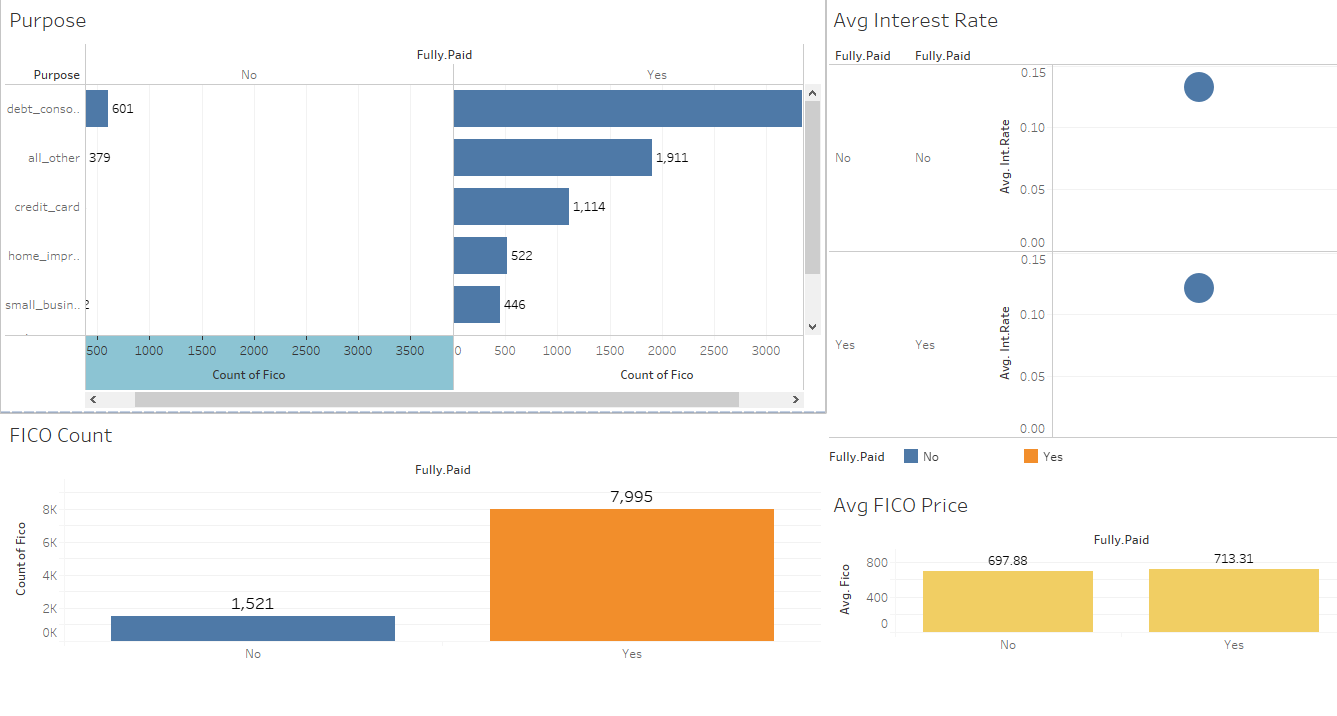 Purpose
Fully.Paid
Purpose
No
Yes
debt_conso..
601
all_other
379
1,911
credit_card
1,114
home_impr..
522
small_busin..
446
500 1000 1500 2000 2500 3000 3500
0 500 1000 1500 2000 2500 3000
Count of Fico
Count of Fico
FICO Count
Fully.Paid
Count of Fico
8K
6K
4K
2K
0K
1,521
7,995
No
Yes
Avg Interest Rate
Fully.Paid Fully.Paid
No No
Avg. Int.Rate
0.15
0.10
0.05
0.00
Yes Yes
Avg. Int.Rate
0.15
0.10
0.05
0.00
Fully.Paid No Yes
Avg FICO Price
Fully.Paid
Avg. Fico
800
400
0
697.88
713.31
No
Yes